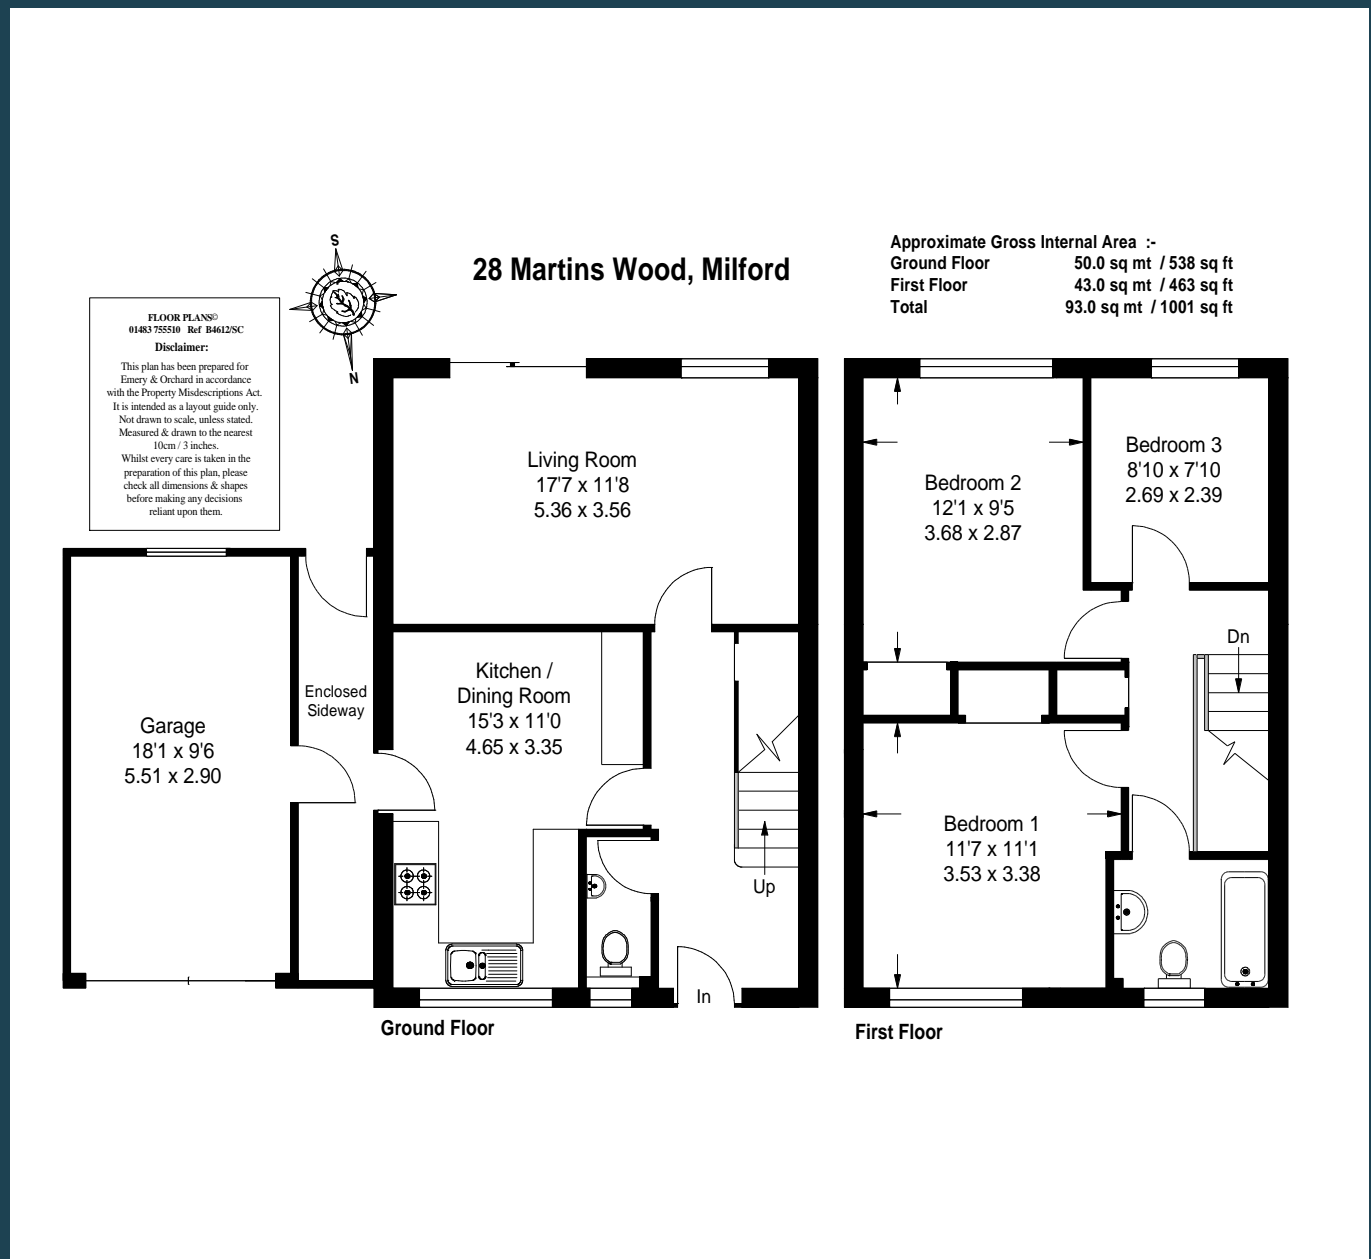 S
N
28 Martins Wood, Milford
Approximate Gross Internal Area :-
Ground Floor 50.0 sq mt / 538 sq ft
First Floor 43.0 sq mt / 463 sq ft
Total 93.0 sq mt / 1001 sq ft
FLOOR PLANS©
01483 755510 Ref B4612/SC
Disclaimer:
This plan has been prepared for
Emery & Orchard in accordance
with the Property Misdescriptions Act.
It is intended as a layout guide only.
Not drawn to scale, unless stated.
Measured & drawn to the nearest
10cm / 3 inches.
Whilst every care is taken in the
preparation of this plan, please
check all dimensions & shapes
before making any decisions
reliant upon them.
Living Room
17'7 x 11'8
5.36 x 3.56
Kitchen /
Dining Room
15'3 x 11'0
4.65 x 3.35
Enclosed
Sideway
Garage
18'1 x 9'6
5.51 x 2.90
Up
In
Ground Floor
Bedroom 2
12'1 x 9'5
3.68 x 2.87
Bedroom 3
8'10 x 7'10
2.69 x 2.39
Dn
Bedroom 1
11'7 x 11'1
3.53 x 3.38
First Floor